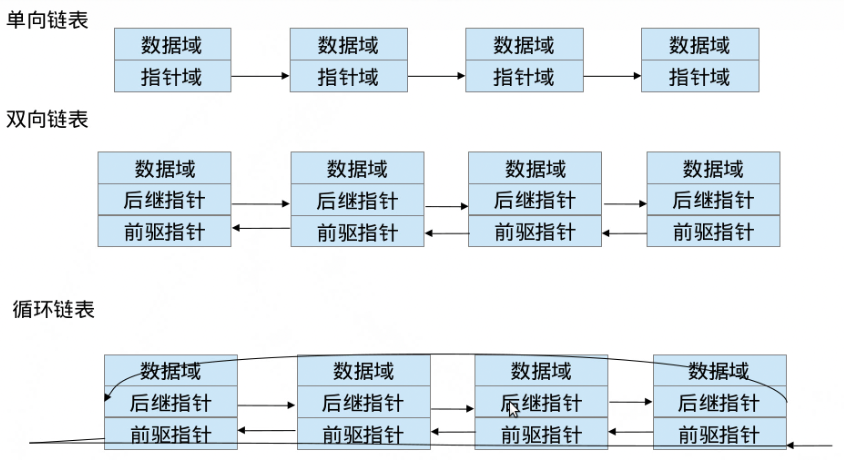 单向链表
数据域 数据域 数据域 数据域
指针域 指针域 指针域 指针域
双向链表
数据域 数据域 数据域 数据域
后继指针 后继指针 后继指针 后继指针
前驱指针 前驱指针 前驱指针 前驱指针
循环链表
数据域 数据域 数据域 数据域
后继指针 后继指针 后继指针 后继指针
前驱指针 前驱指针 前驱指针 前驱指针